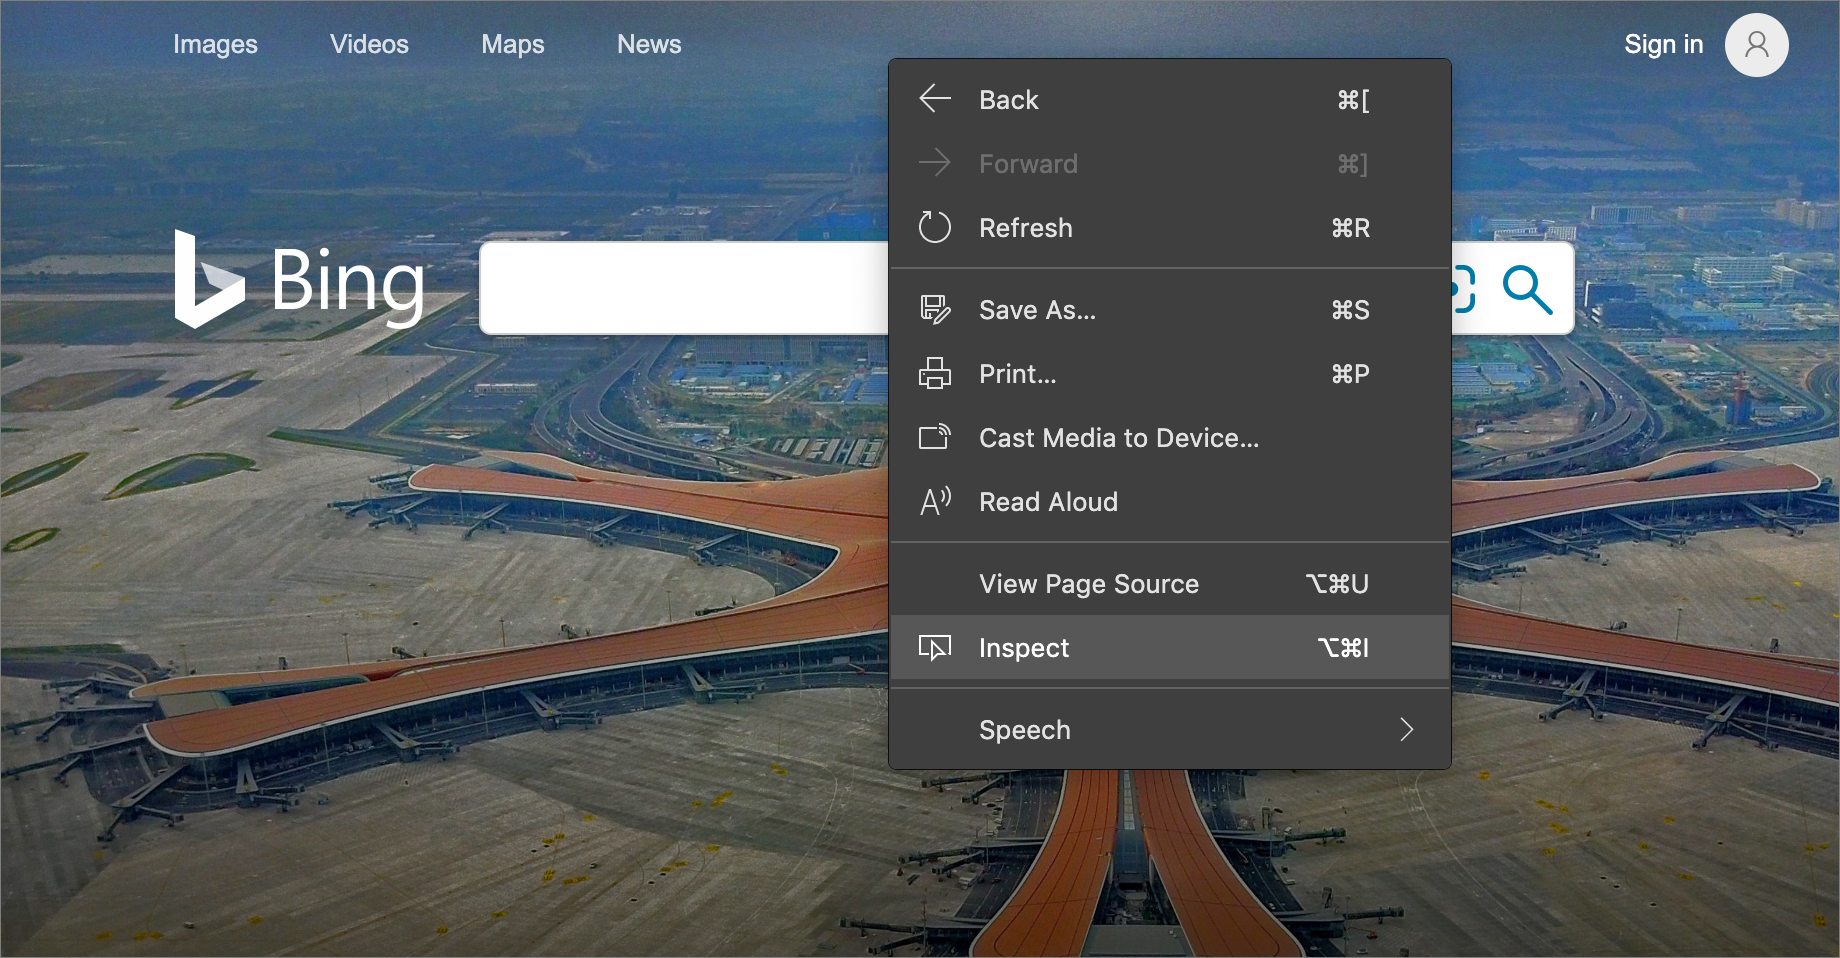 Images Videos Maps News Sign in
Back ⌘[
Forward ⌘]
Refresh ⌘R
Bing
Save As... ⌘S
Print... ⌘P
Cast Media to Device...
Read Aloud
View Page Source ⌥⌘U
Inspect ⌥⌘I
Speech